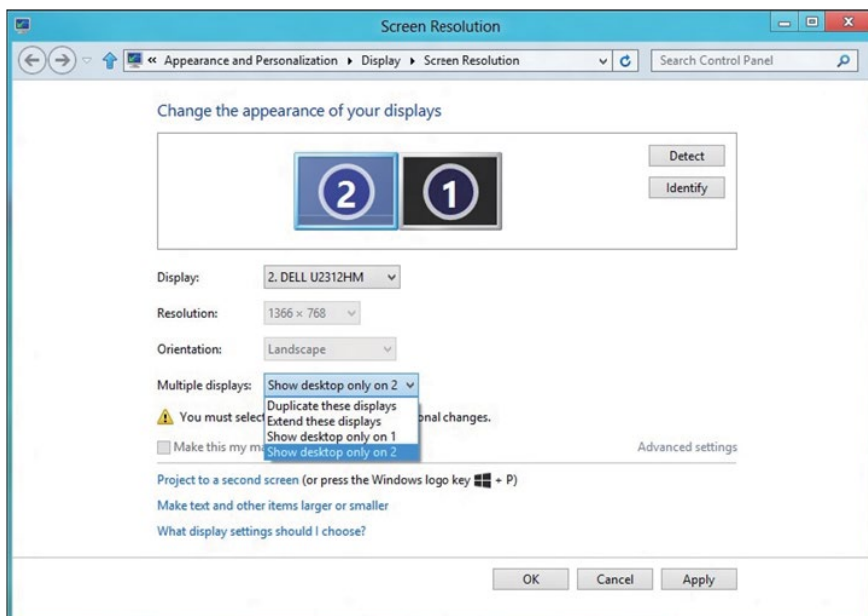 Screen Resolution
« Appearance and Personalization Display Screen Resolution Search Control Panel
Change the appearance of your displays
2 1
Detect
Identify
Display: 2. DELL U2312HM
Resolution: 1366 × 768
Orientation: Landscape
Multiple displays: Show desktop only on 2
Duplicate these displays
You must select onal changes.
Extend these displays
Show desktop only on 1
Make this my ma Advanced settings
Show desktop only on 2
Project to a second screen (or press the Windows logo key + P)
Make text and other items larger or smaller
What display settings should I choose?
OK Cancel Apply